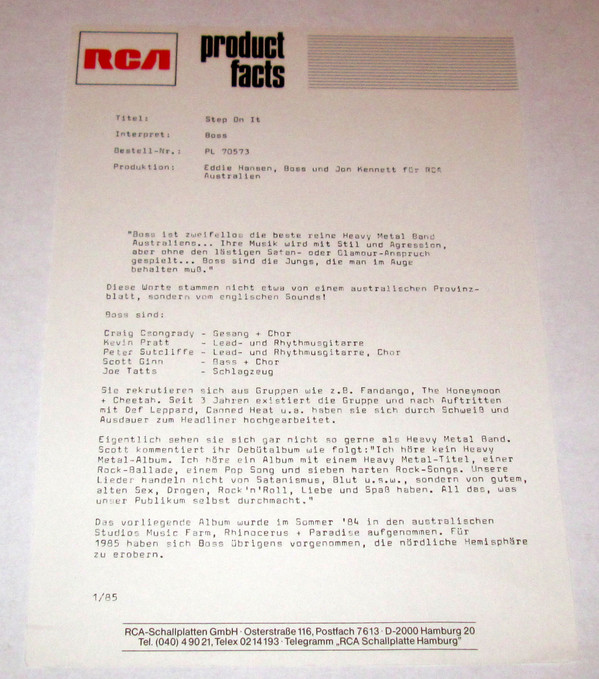 RCA
product
facts
Titel: Step On It
Interpret: Boss
Bestell-Nr.: PL 70573
Produktion: Eddie Hansen, Boss und Jon Kennett für RCA
Australien
"Boss ist zweifellos die beste reine Heavy Metal Band
Australiens... Ihre Musik wird mit Stil und Agression,
aber ohne den lästigen Satan- oder Glamour-Anspruch
gespielt... Boss sind die Jungs, die man im Auge
behalten muß."
Diese Worte stammen nicht etwa von einem australischen Provinz-
blatt, sondern vom englischen Sounds!
Boss sind:
Craig Csongrady - Gesang + Chor
Kevin Pratt - Lead- und Rhythmusgitarre
Peter Sutcliffe - Lead- und Rhythmusgitarre, Chor
Scott Ginn - Bass + Chor
Joe Tatts - Schlagzeug
Sie rekrutieren sich aus Gruppen wie z.B. Fandango, The Honeymoon
+ Cheetah. Seit 3 Jahren existiert die Gruppe und nach Auftritten
mit Def Leppard, Canned Heat u.a. haben sie sich durch Schweiß und
Ausdauer zum Headliner hochgearbeitet.
Eigentlich sehen sie sich gar nicht so gerne als Heavy Metal Band.
Scott kommentiert ihr Debütalbum wie folgt:"Ich höre kein Heavy
Metal-Album. Ich höre ein Album mit einem Heavy Metal-Titel, einer
Rock-Ballade, einem Pop Song und sieben harten Rock-Songs. Unsere
Lieder handeln nicht von Satanismus, Blut u.s.w., sondern von gutem,
alten Sex, Drogen, Rock'n'Roll, Liebe und Spaß haben. All das, was
unser Publikum selbst durchmacht."
Das vorliegende Album wurde im Sommer '84 in den australischen
Studios Music Farm, Rhinocerus + Paradise aufgenommen. Für
1985 haben sich Boss übrigens vorgenommen, die nördliche Hemisphäre
zu erobern.
1/85
RCA-Schallplatten GmbH · Osterstraße 116, Postfach 7613 · D-2000 Hamburg 20
Tel. (040) 4 90 21, Telex 0214193 · Telegramm „RCA Schallplatte Hamburg"